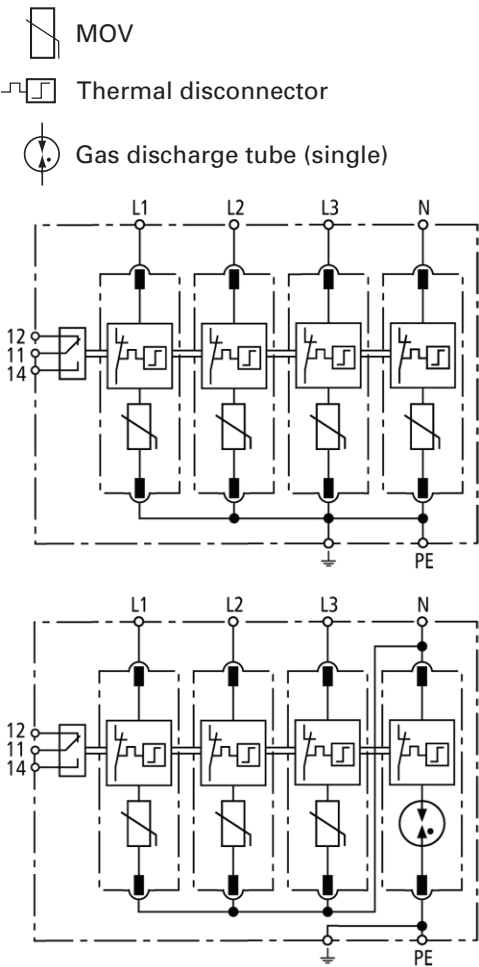 MOV
Thermal disconnector
Gas discharge tube (single)
L1 L2 L3 N
12
11
14
PE
L1 L2 L3 N
12
11
14
PE